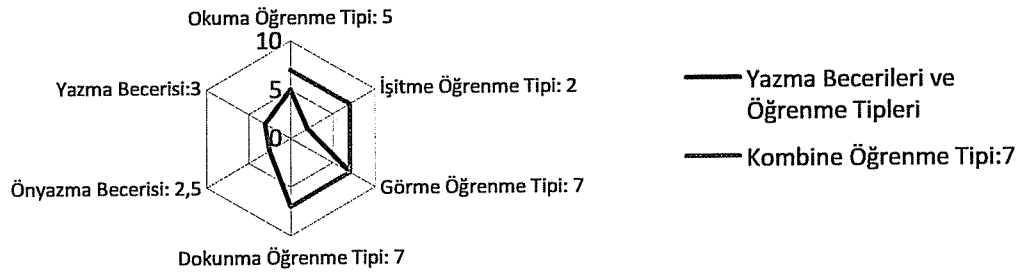 Okuma Öğrenme Tipi: 5
10
Yazma Becerisi:3
5
İşitme Öğrenme Tipi: 2
0
Önyazma Becerisi: 2,5
Görme Öğrenme Tipi: 7
Dokunma Öğrenme Tipi: 7
Yazma Becerileri ve
Öğrenme Tipleri
Kombine Öğrenme Tipi:7